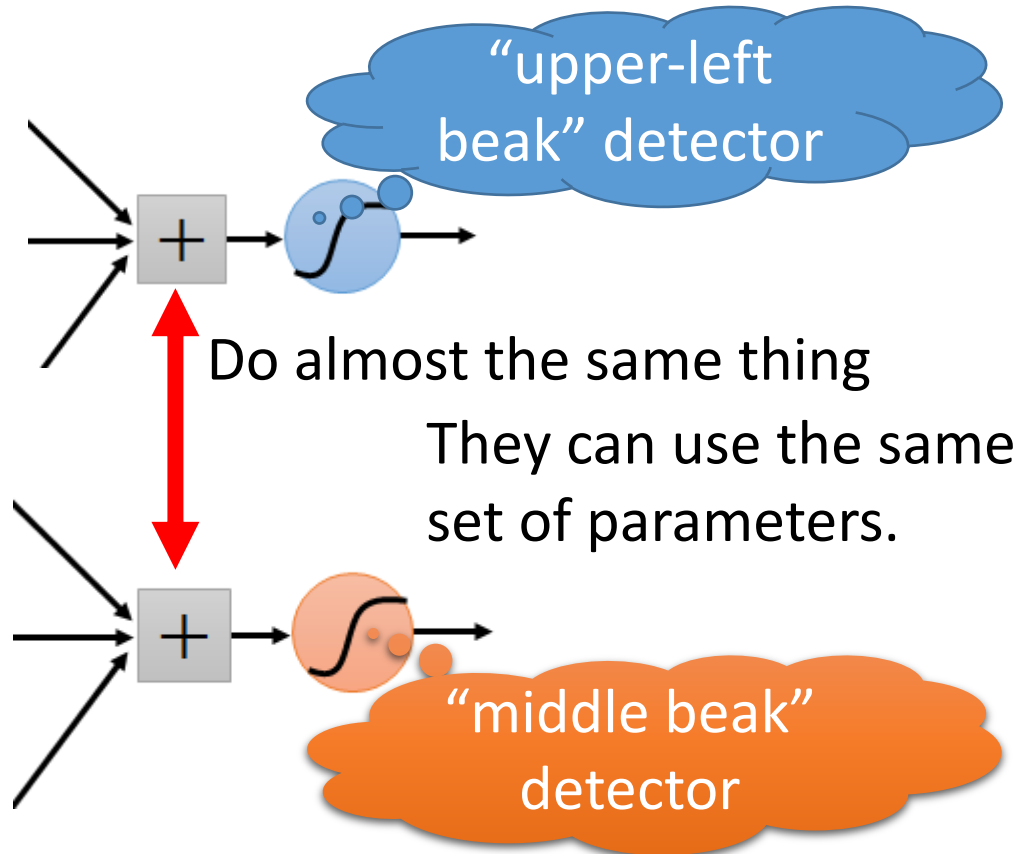 “upper-left
beak” detector
+
Do almost the same thing
They can use the same
set of parameters.
+
“middle beak”
detector